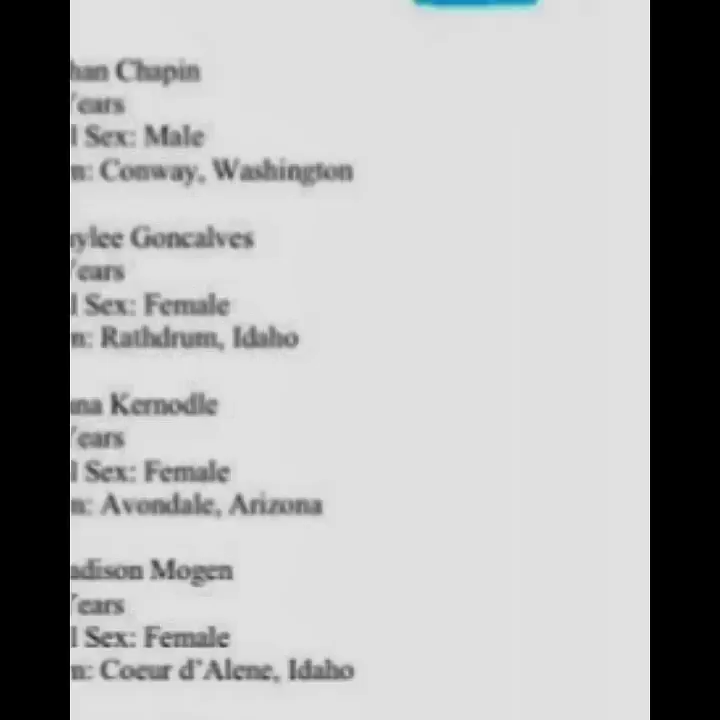 han Chapin
Years
l Sex: Male
n: Conway, Washington
aylee Goncalves
Years
l Sex: Female
n: Rathdrum, Idaho
ana Kernodle
Years
l Sex: Female
n: Avondale, Arizona
adison Mogen
Years
l Sex: Female
n: Coeur d'Alene, Idaho